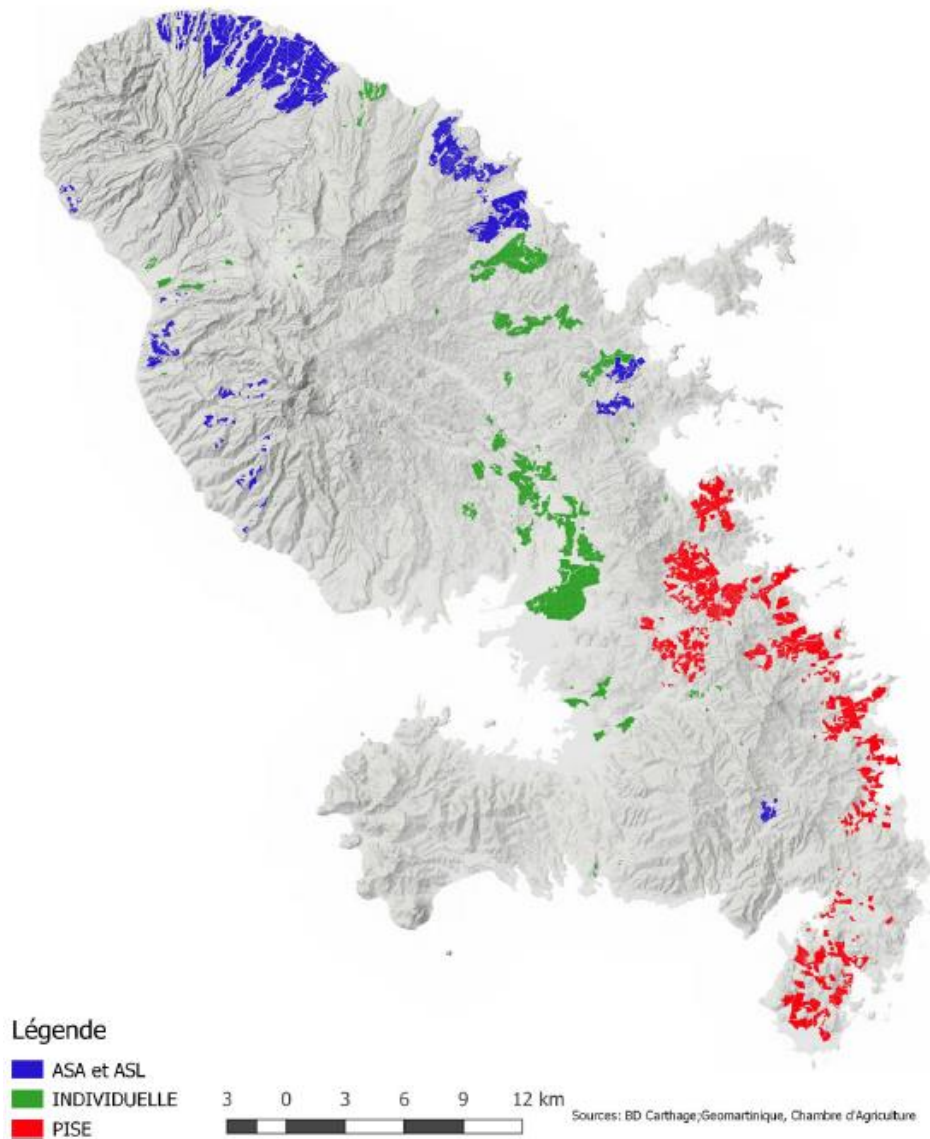 Légende
ASA et ASL
INDIVIDUELLE
PISE
3 0 3 6 9 12 km
Sources: BD Carthage;Geomartinique, Chambre d'Agriculture